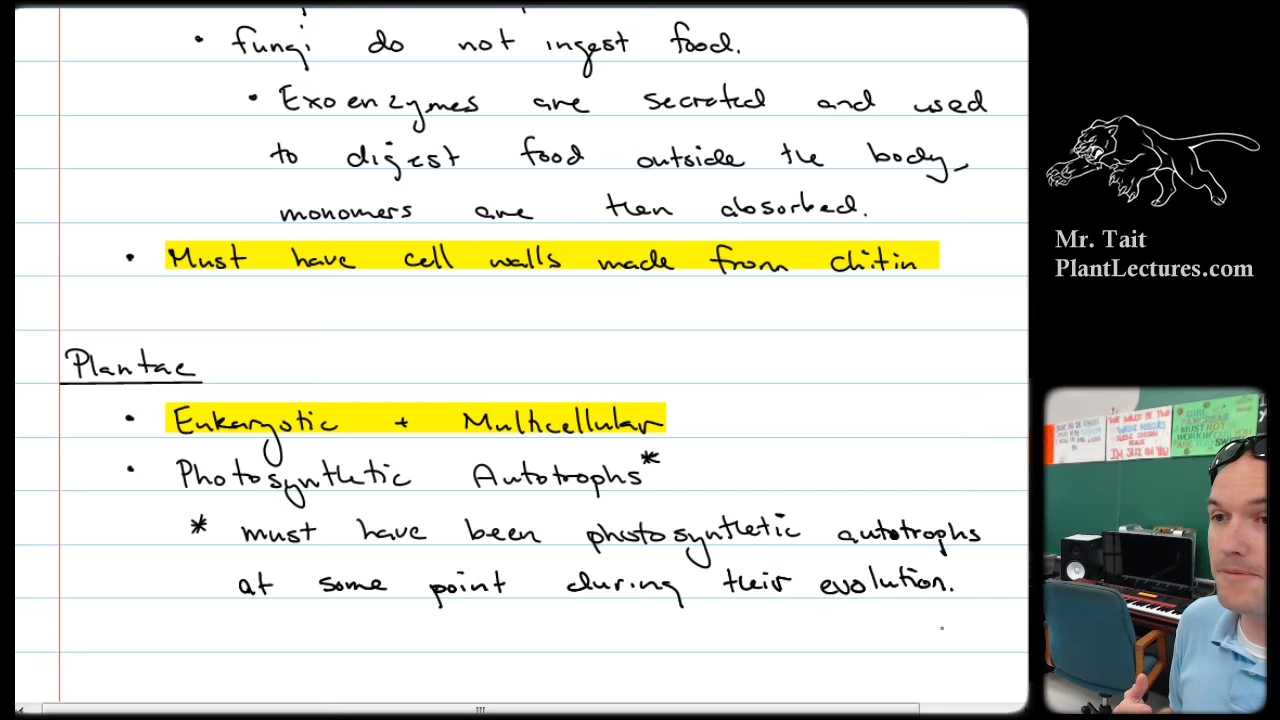 • fungi do not ingest food.
• Exoenzymes are secreted and used
to digest food outside the body,
monomers are then absorbed.
• Must have cell walls made from chitin
Plantae
• Eukaryotic + Multicellular
• Photosynthetic Autotrophs*
* must have been photosynthetic autotrophs
at some point during their evolution.
Mr. Tait
PlantLectures.com